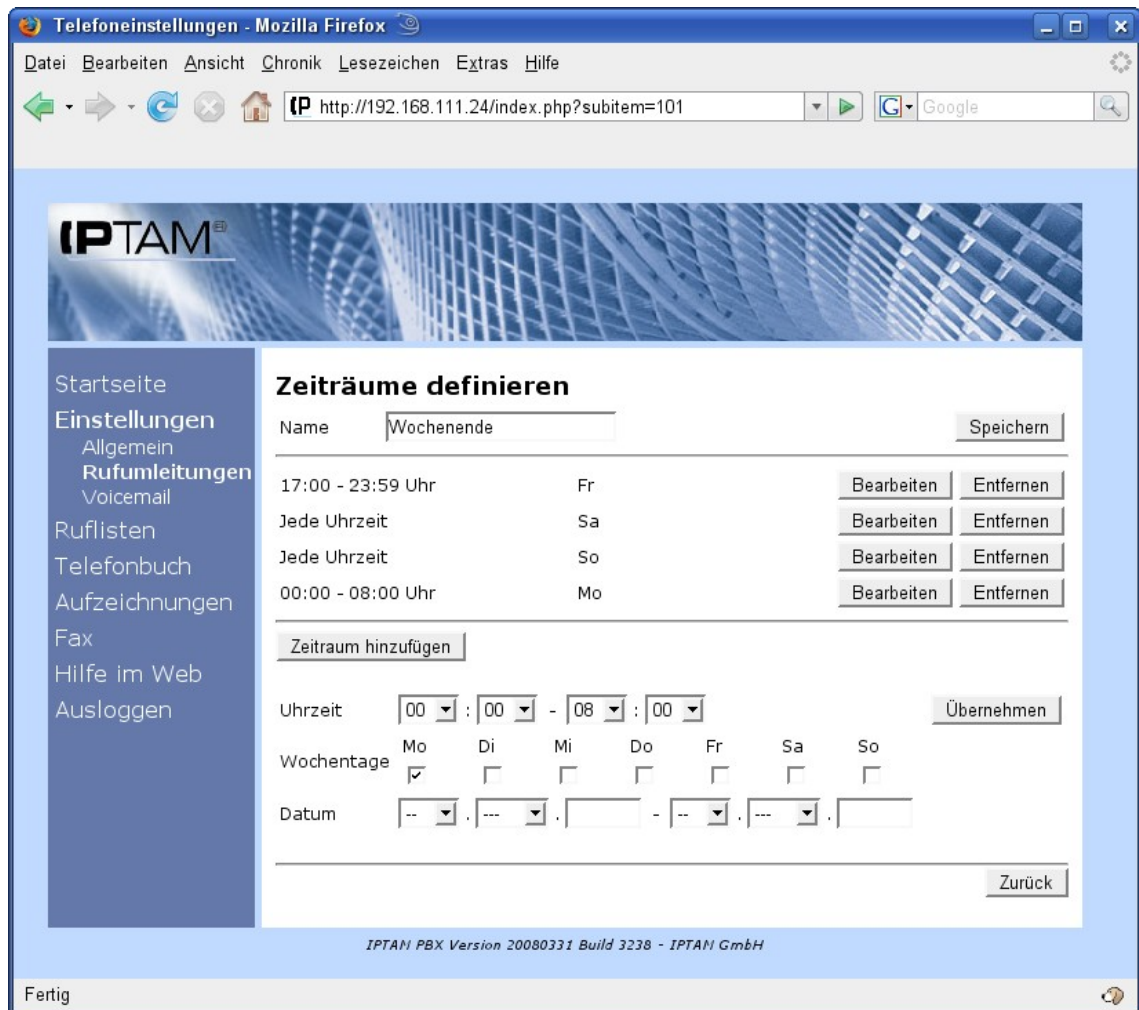 Telefoneinstellungen - Mozilla Firefox
Datei Bearbeiten Ansicht Chronik Lesezeichen Extras Hilfe
(P http://192.168.111.24/index.php?subitem=101 G Google
(PTAM®
Startseite
Einstellungen
Allgemein
Rufumleitungen
Voicemail
Ruflisten
Telefonbuch
Aufzeichnungen
Fax
Hilfe im Web
Ausloggen
Zeiträume definieren
Name Wochenende Speichern
17:00 - 23:59 Uhr Fr Bearbeiten Entfernen
Jede Uhrzeit Sa Bearbeiten Entfernen
Jede Uhrzeit So Bearbeiten Entfernen
00:00 - 08:00 Uhr Mo Bearbeiten Entfernen
Zeitraum hinzufügen
Uhrzeit 00 : 00 - 08 : 00 Übernehmen
Mo Di Mi Do Fr Sa So
Wochentage
Datum -- . --- . - -- . --- .
Zurück
IPTAM PBX Version 20080331 Build 3238 - IPTAM GmbH
Fertig